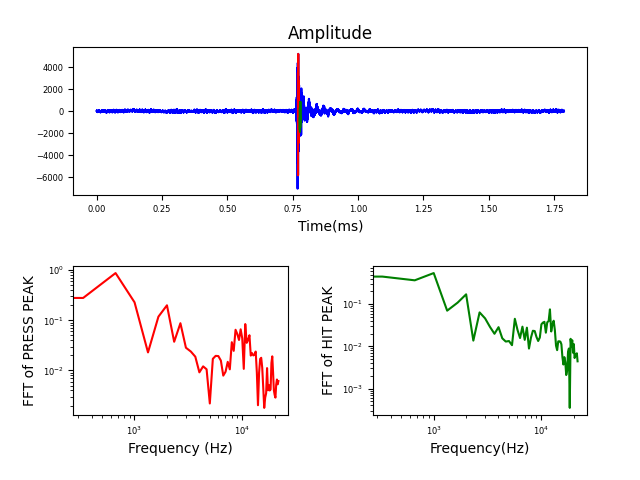 Amplitude
4000
2000
0
−2000
−4000
−6000
0.00 0.25 0.50 0.75 1.00 1.25 1.50 1.75
Time(ms)
FFT of PRESS PEAK
10⁰
10⁻¹
10⁻²
10³ 10⁴
Frequency (Hz)
FFT of HIT PEAK
10⁻¹
10⁻²
10⁻³
10³ 10⁴
Frequency(Hz)